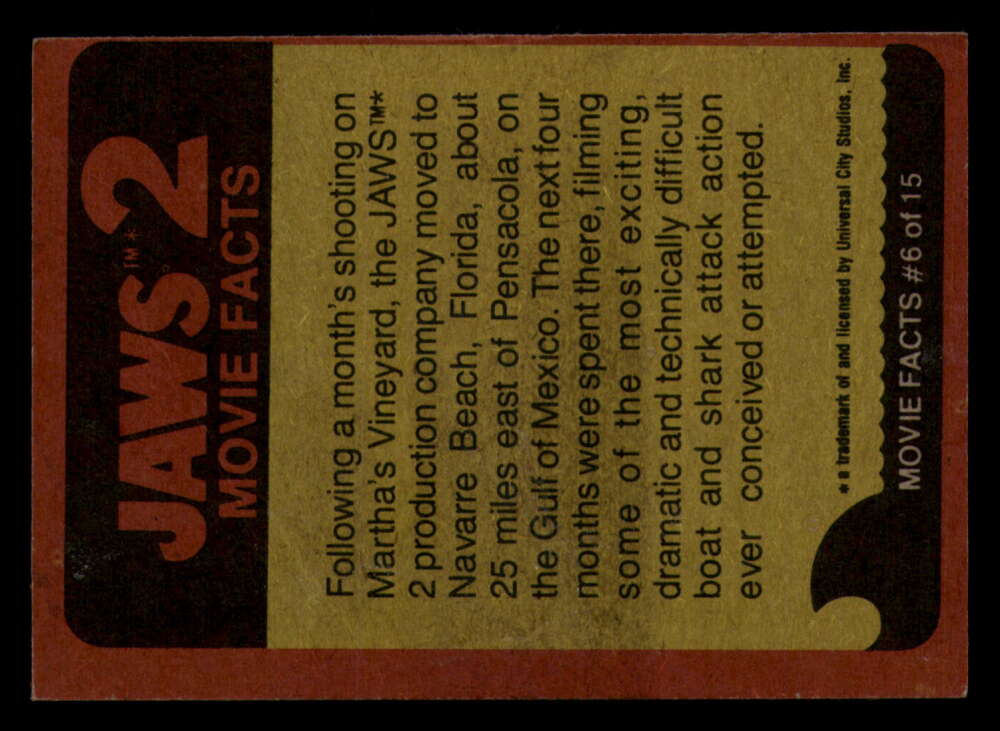 JAWS™*2
MOVIE FACTS
Following a month's shooting on
Martha's Vineyard, the JAWS™*
2 production company moved to
Navarre Beach, Florida, about
25 miles east of Pensacola, on
the Gulf of Mexico. The next four
months were spent there, filming
some of the most exciting,
dramatic and technically difficult
boat and shark attack action
ever conceived or attempted.
*a trademark of and licensed by Universal City Studios, Inc.
MOVIE FACTS #6 of 15